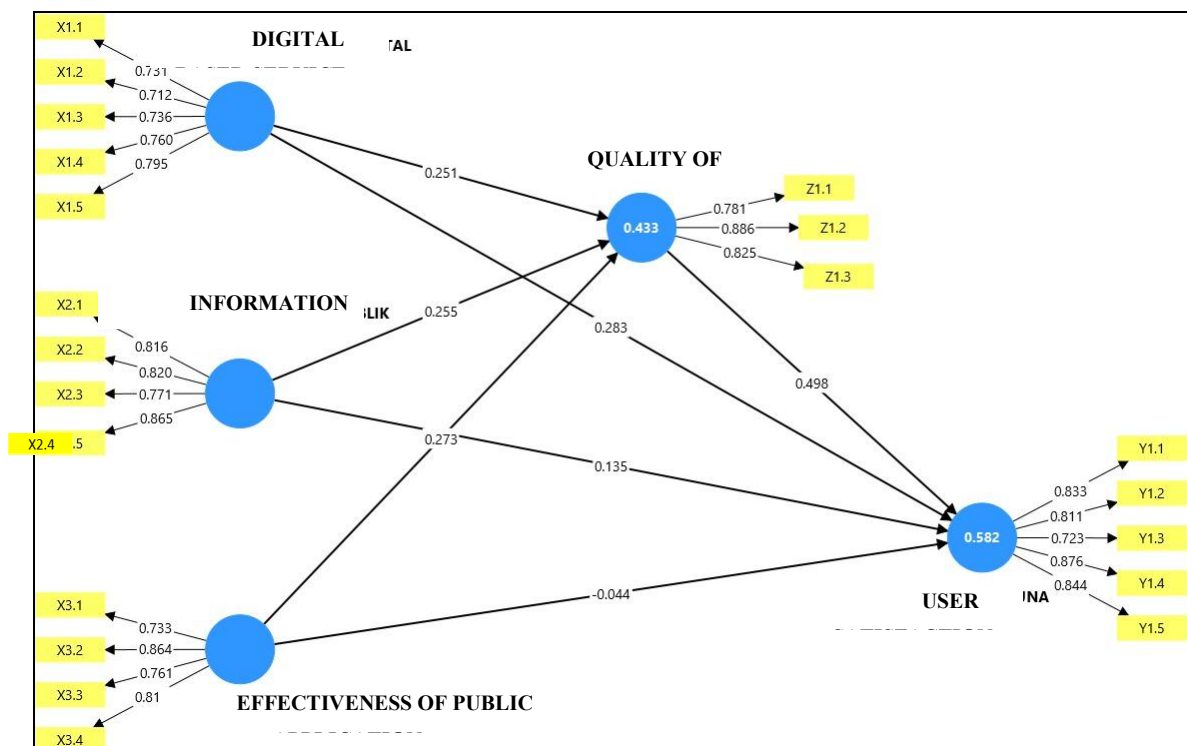 X1.1
X1.2
X1.3
X1.4
X1.5
0.731
0.712
0.736
0.760
0.795
DIGITAL
TAL
0.251
QUALITY OF
0.433
Z1.1
Z1.2
Z1.3
0.781
0.886
0.825
X2.1
X2.2
X2.3
X2.4 .5
0.816
0.820
0.771
0.865
INFORMATION
BLIK
0.255
0.283
0.498
0.273
0.135
-0.044
0.582
USER
JNA
Y1.1
Y1.2
Y1.3
Y1.4
Y1.5
0.833
0.811
0.723
0.876
0.844
X3.1
X3.2
X3.3
X3.4
0.733
0.864
0.761
0.81
EFFECTIVENESS OF PUBLIC